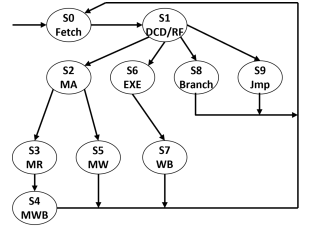 S0
Fetch
S1
DCD/RF
S2
MA
S6
EXE
S8
Branch
S9
Jmp
S3
MR
S5
MW
S7
WB
S4
MWB